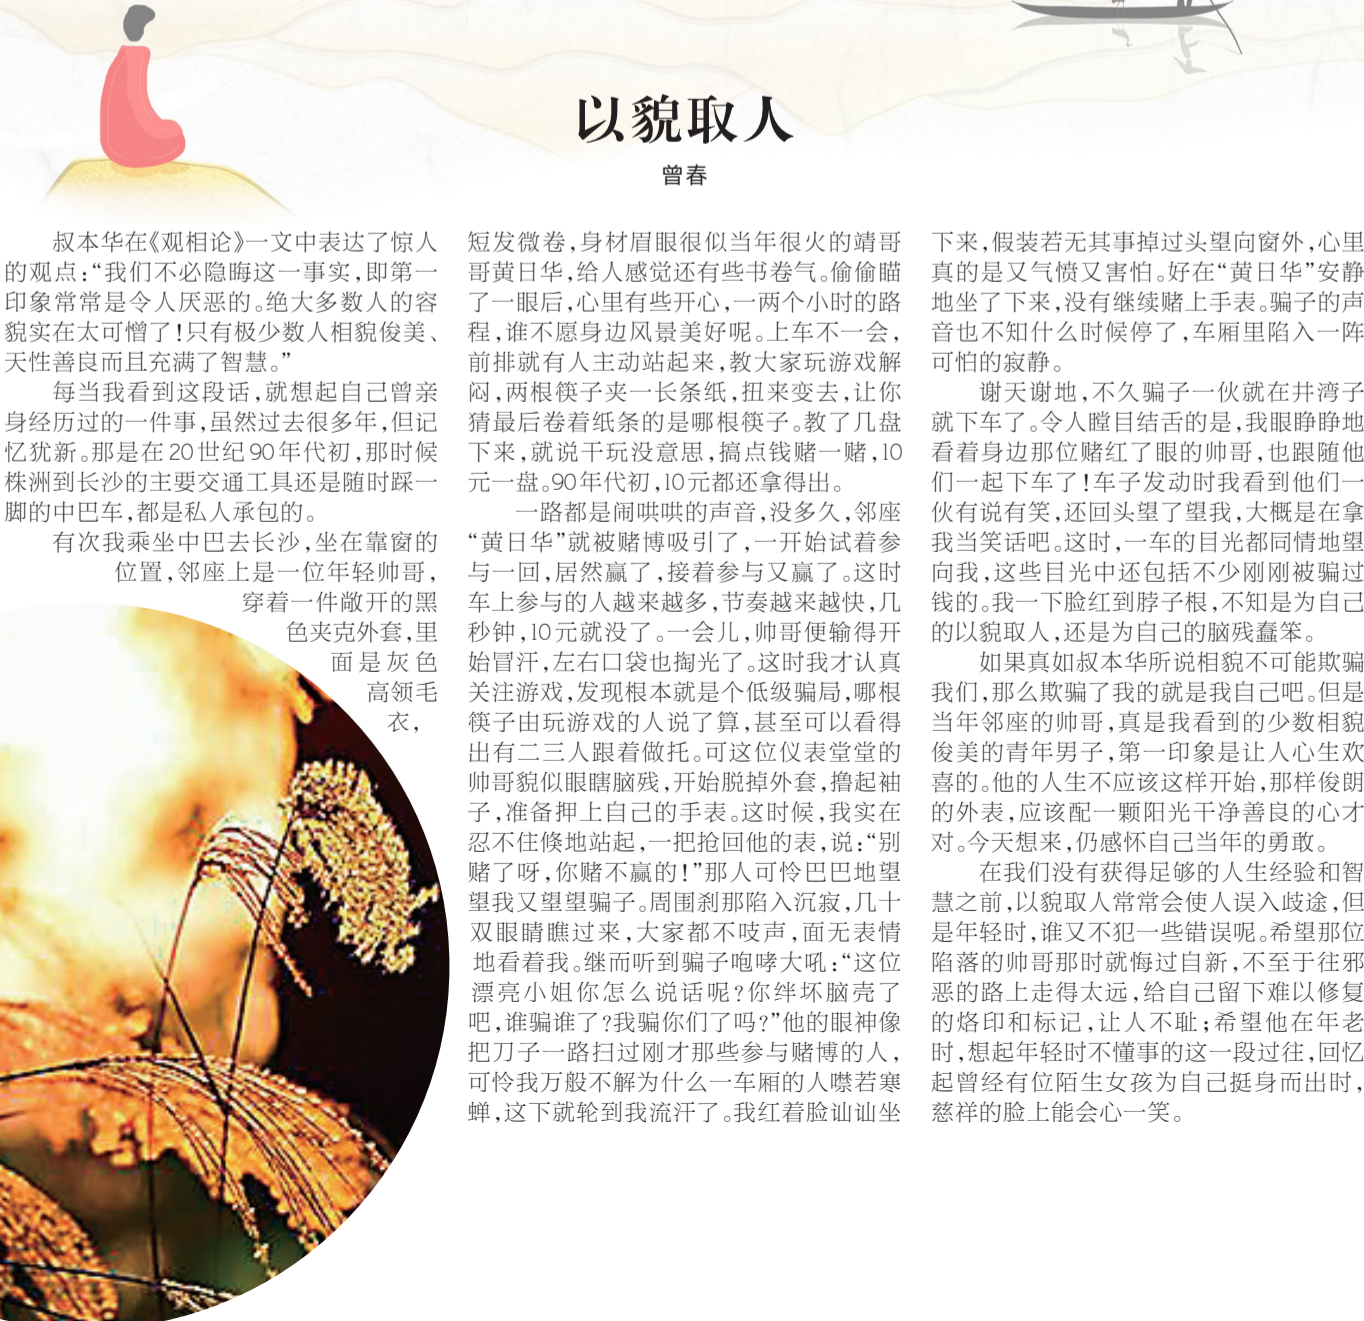 以貌取人
曾春
叔本华在《观相论》一文中表达了惊人
的观点：“我们不必隐晦这一事实，即第一
印象常常是令人厌恶的。绝大多数人的容
貌实在太可憎了！只有极少数人相貌俊美、
天性善良而且充满了智慧。”
每当我看到这段话，就想起自己曾亲
身经历过的一件事，虽然过去很多年，但记
忆犹新。那是在20世纪90年代初，那时候
株洲到长沙的主要交通工具还是随时踩一
脚的中巴车，都是私人承包的。
有次我乘坐中巴去长沙，坐在靠窗的
位置，邻座上是一位年轻帅哥，
穿着一件敞开的黑
色夹克外套，里
面是灰色
高领毛
衣，
短发微卷，身材眉眼很似当年很火的靖哥
哥黄日华，给人感觉还有些书卷气。偷偷瞄
了一眼后，心里有些开心，一两个小时的路
程，谁不愿身边风景美好呢。上车不一会，
前排就有人主动站起来，教大家玩游戏解
闷，两根筷子夹一长条纸，扭来变去，让你
猜最后卷着纸条的是哪根筷子。教了几盘
下来，就说干玩没意思，搞点钱赌一赌，10
元一盘。90年代初，10元都还拿得出。
一路都是闹哄哄的声音，没多久，邻座
“黄日华”就被赌博吸引了，一开始试着参
与一回，居然赢了，接着参与又赢了。这时
车上参与的人越来越多，节奏越来越快，几
秒钟，10元就没了。一会儿，帅哥便输得开
始冒汗，左右口袋也掏光了。这时我才认真
关注游戏，发现根本就是个低级骗局，哪根
筷子由玩游戏的人说了算，甚至可以看得
出有二三人跟着做托。可这位仪表堂堂的
帅哥貌似眼瞎脑残，开始脱掉外套，撸起袖
子，准备押上自己的手表。这时候，我实在
忍不住倏地站起，一把抢回他的表，说：“别
赌了呀，你赌不赢的！”那人可怜巴巴地望
望我又望望骗子。周围刹那陷入沉寂，几十
双眼睛瞧过来，大家都不吱声，面无表情
地看着我。继而听到骗子咆哮大吼：“这位
漂亮小姐你怎么说话呢？你绊坏脑壳了
吧，谁骗谁了？我骗你们了吗？”他的眼神像
把刀子一路扫过刚才那些参与赌博的人，
可怜我万般不解为什么一车厢的人噤若寒
蝉，这下就轮到我流汗了。我红着脸讪讪坐
下来，假装若无其事掉过头望向窗外，心里
真的是又气愤又害怕。好在“黄日华”安静
地坐了下来，没有继续赌上手表。骗子的声
音也不知什么时候停了，车厢里陷入一阵
可怕的寂静。
谢天谢地，不久骗子一伙就在井湾子
就下车了。令人瞠目结舌的是，我眼睁睁地
看着身边那位赌红了眼的帅哥，也跟随他
们一起下车了！车子发动时我看到他们一
伙有说有笑，还回头望了望我，大概是在拿
我当笑话吧。这时，一车的目光都同情地望
向我，这些目光中还包括不少刚刚被骗过
钱的。我一下脸红到脖子根，不知是为自己
的以貌取人，还是为自己的脑残蠢笨。
如果真如叔本华所说相貌不可能欺骗
我们，那么欺骗了我的就是我自己吧。但是
当年邻座的帅哥，真是我看到的少数相貌
俊美的青年男子，第一印象是让人心生欢
喜的。他的人生不应该这样开始，那样俊朗
的外表，应该配一颗阳光干净善良的心才
对。今天想来，仍感怀自己当年的勇敢。
在我们没有获得足够的人生经验和智
慧之前，以貌取人常常会使人误入歧途，但
是年轻时，谁又不犯一些错误呢。希望那位
陷落的帅哥那时就悔过自新，不至于往邪
恶的路上走得太远，给自己留下难以修复
的烙印和标记，让人不耻；希望他在年老
时，想起年轻时不懂事的这一段过往，回忆
起曾经有位陌生女孩为自己挺身而出时，
慈祥的脸上能会心一笑。